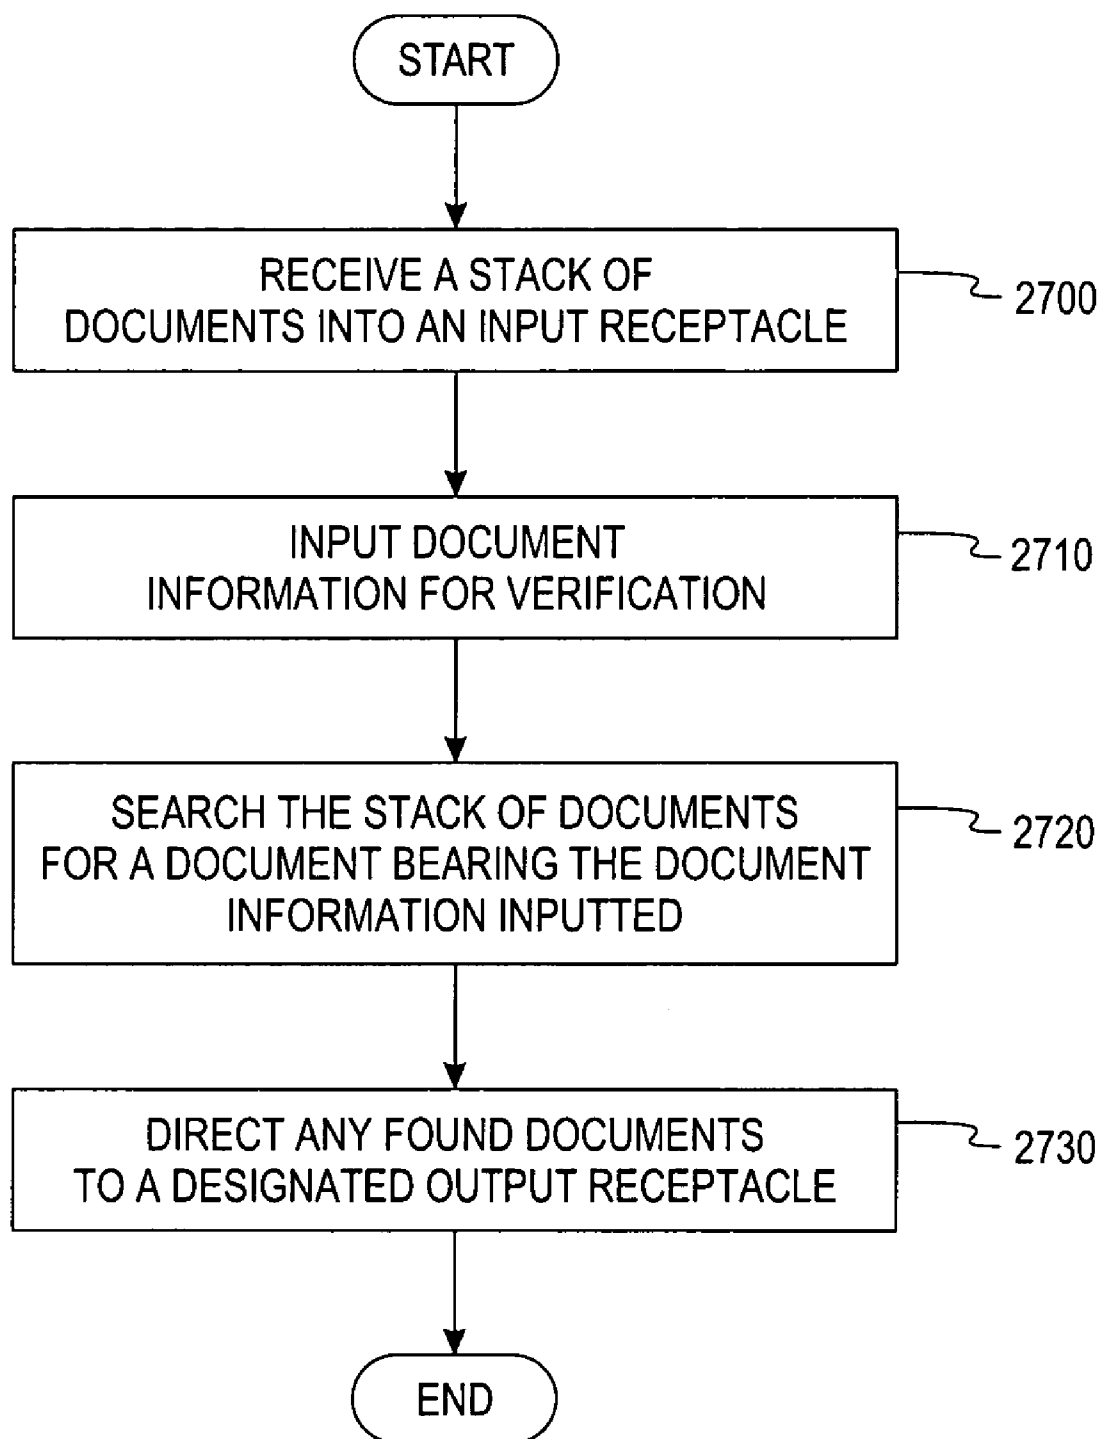 START
RECEIVE A STACK OF
DOCUMENTS INTO AN INPUT RECEPTACLE
2700
INPUT DOCUMENT
INFORMATION FOR VERIFICATION
2710
SEARCH THE STACK OF DOCUMENTS
FOR A DOCUMENT BEARING THE DOCUMENT
INFORMATION INPUTTED
2720
DIRECT ANY FOUND DOCUMENTS
TO A DESIGNATED OUTPUT RECEPTACLE
2730
END